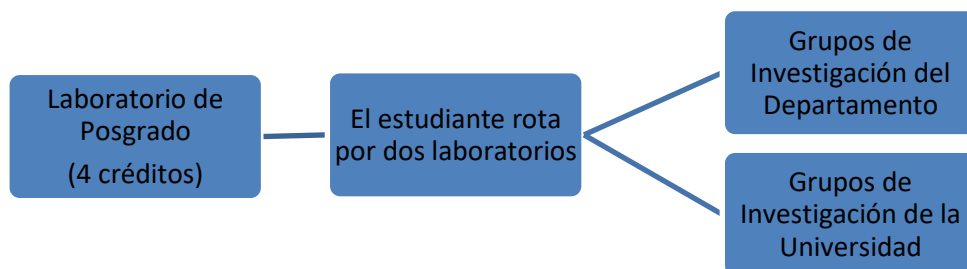 Laboratorio de
Posgrado
(4 créditos)
El estudiante rota
por dos laboratorios
Grupos de
Investigación del
Departamento
Grupos de
Investigación de la
Universidad